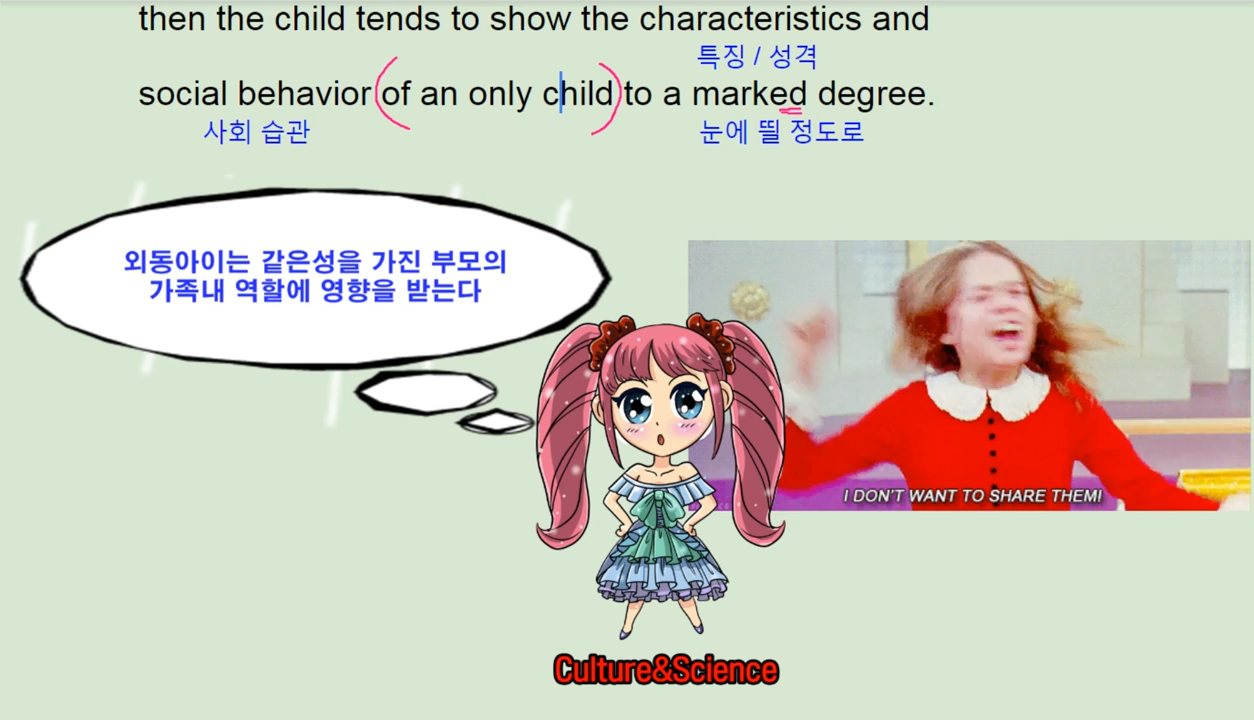 then the child tends to show the characteristics and
특징 / 성격
social behavior of an only child to a marked degree.
사회 습관
눈에 띌 정도로
외동아이는 같은성을 가진 부모의
가족내 역할에 영향을 받는다
I DON'T WANT TO SHARE THEM!
Culture&Science